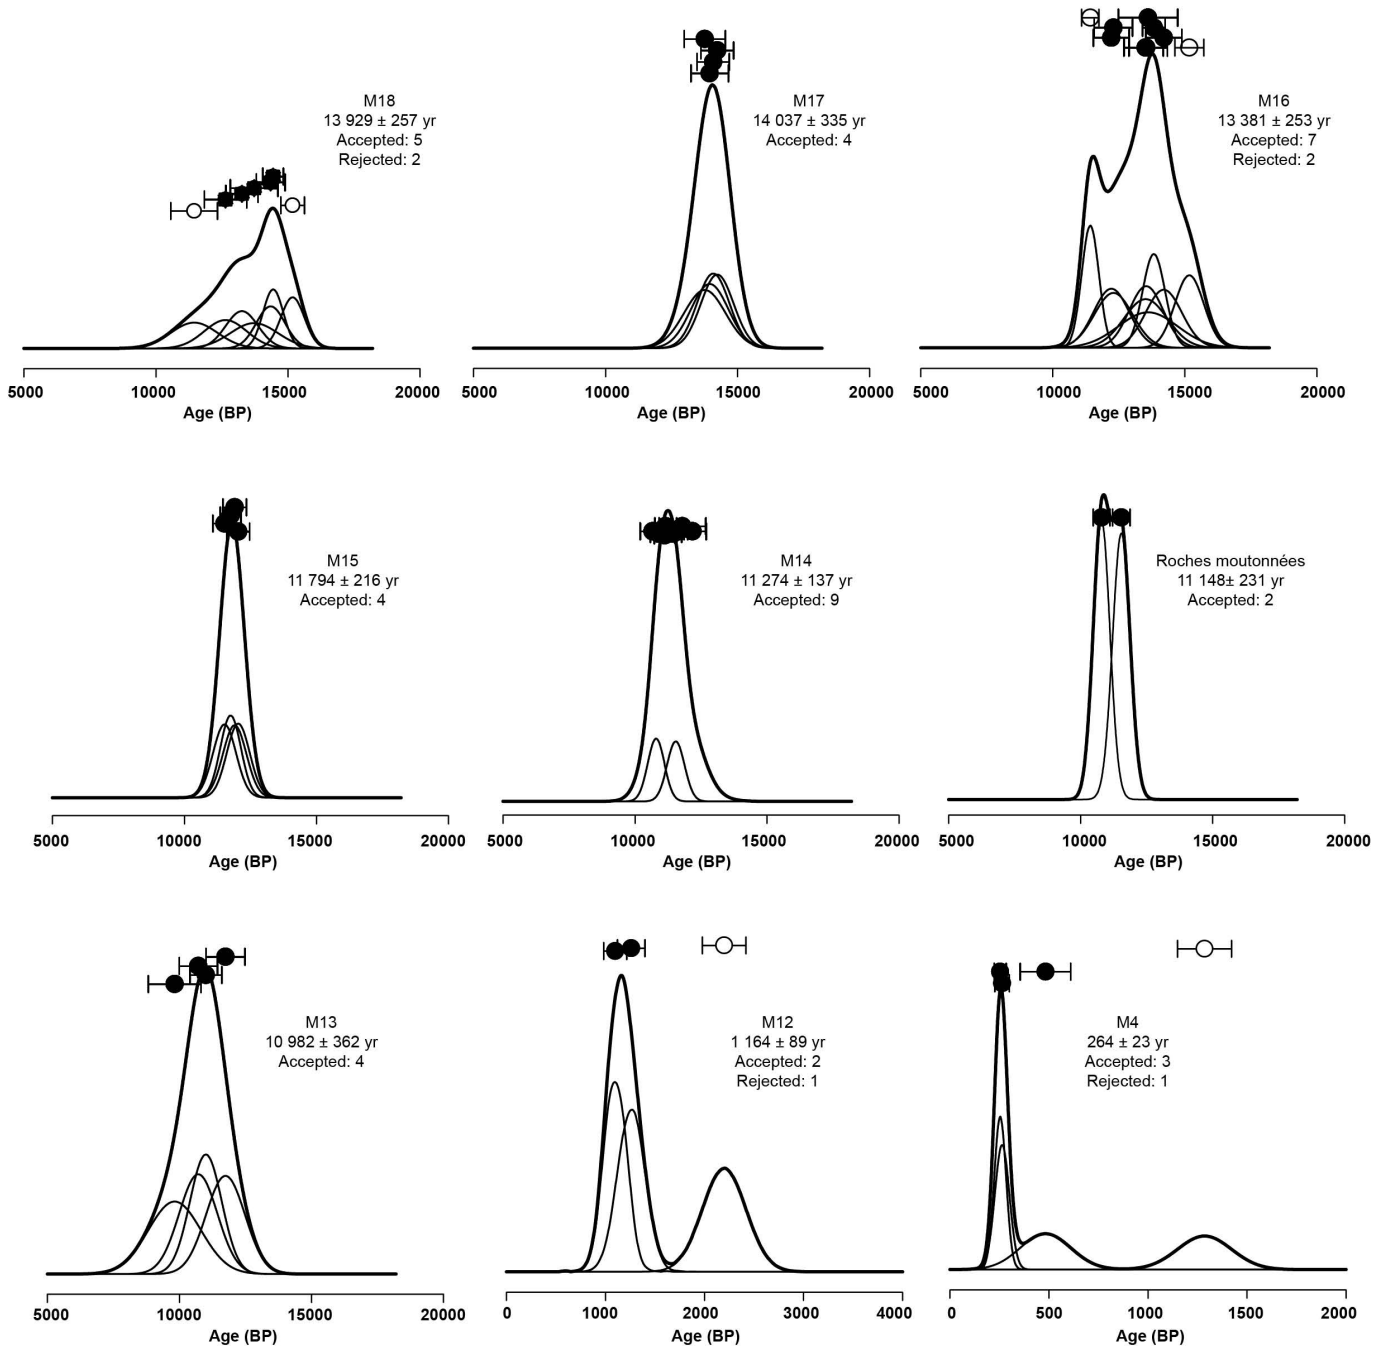 M18
13 929 ± 257 yr
Accepted: 5
Rejected: 2
5000 10000 15000 20000
Age (BP)
M17
14 037 ± 335 yr
Accepted: 4
5000 10000 15000 20000
Age (BP)
M16
13 381 ± 253 yr
Accepted: 7
Rejected: 2
5000 10000 15000 20000
Age (BP)
M15
11 794 ± 216 yr
Accepted: 4
5000 10000 15000 20000
Age (BP)
M14
11 274 ± 137 yr
Accepted: 9
5000 10000 15000 20000
Age (BP)
Roches moutonnées
11 148± 231 yr
Accepted: 2
5000 10000 15000 20000
Age (BP)
M13
10 982 ± 362 yr
Accepted: 4
5000 10000 15000 20000
Age (BP)
M12
1 164 ± 89 yr
Accepted: 2
Rejected: 1
0 1000 2000 3000 4000
Age (BP)
M4
264 ± 23 yr
Accepted: 3
Rejected: 1
0 500 1000 1500 2000
Age (BP)